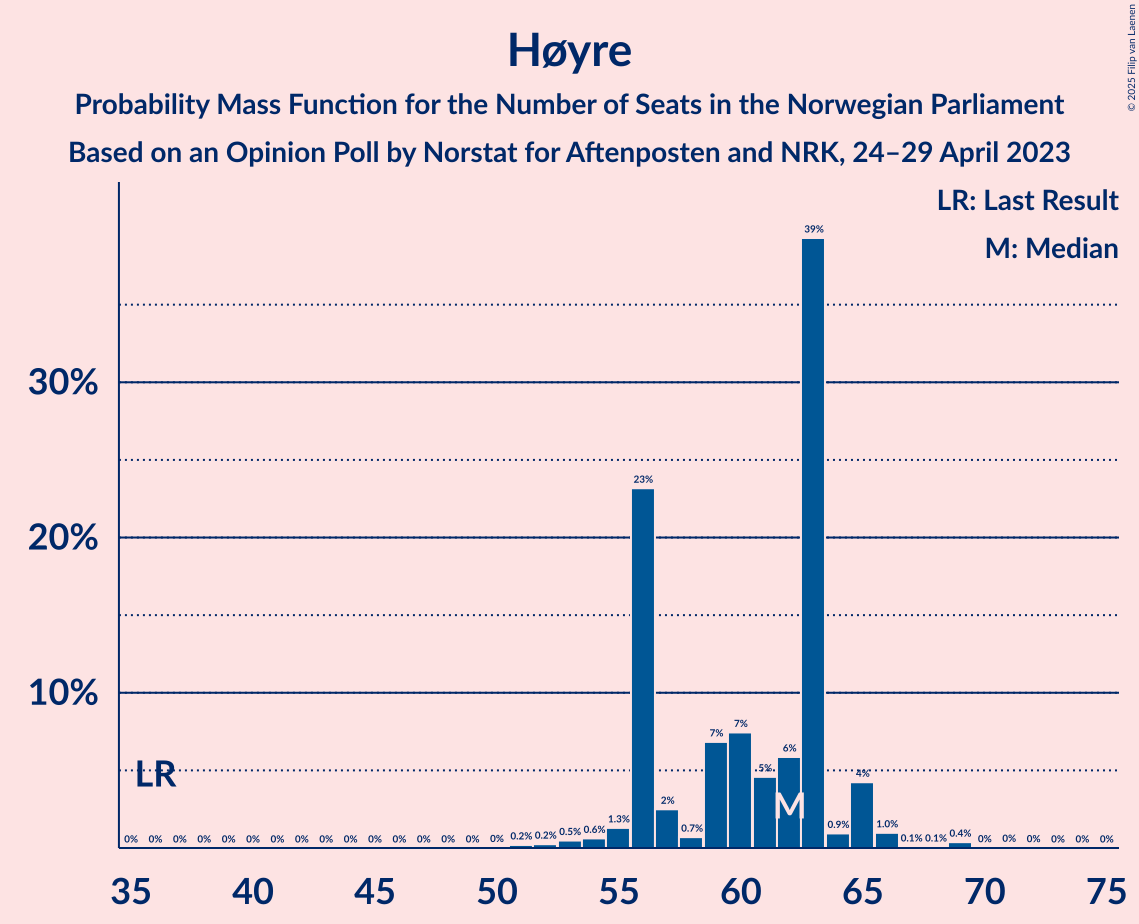 Høyre
Probability Mass Function for the Number of Seats in the Norwegian Parliament
Based on an Opinion Poll by Norstat for Aftenposten and NRK, 24–29 April 2023
© 2025 Filip van Laenen
LR: Last Result
M: Median
39%
30%
23%
20%
10%
7% 7% 5% 6% 4%
LR
M
0% 0% 0% 0% 0% 0% 0% 0% 0% 0% 0% 0% 0% 0% 0% 0% 0.2% 0.2% 0.5% 0.6% 1.3% 2% 0.7% 0.9% 1.0% 0.1% 0.1% 0.4% 0% 0% 0% 0% 0% 0%
35 40 45 50 55 60 65 70 75